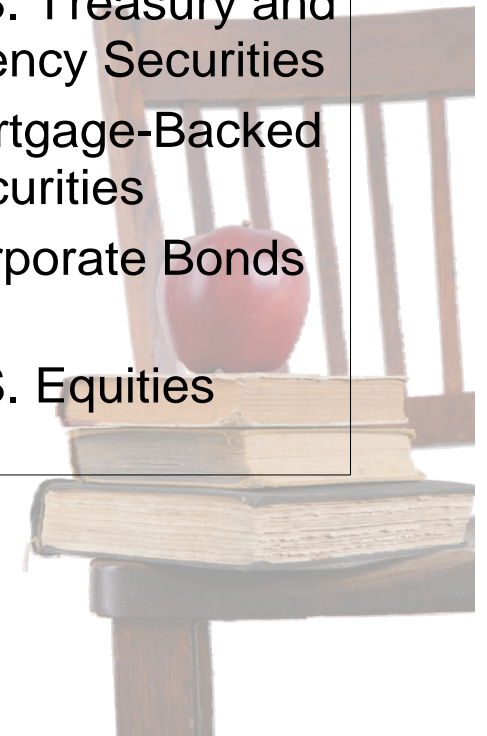 S. Treasury and
ency Securities
rtgage-Backed
curities
rporate Bonds
S. Equities